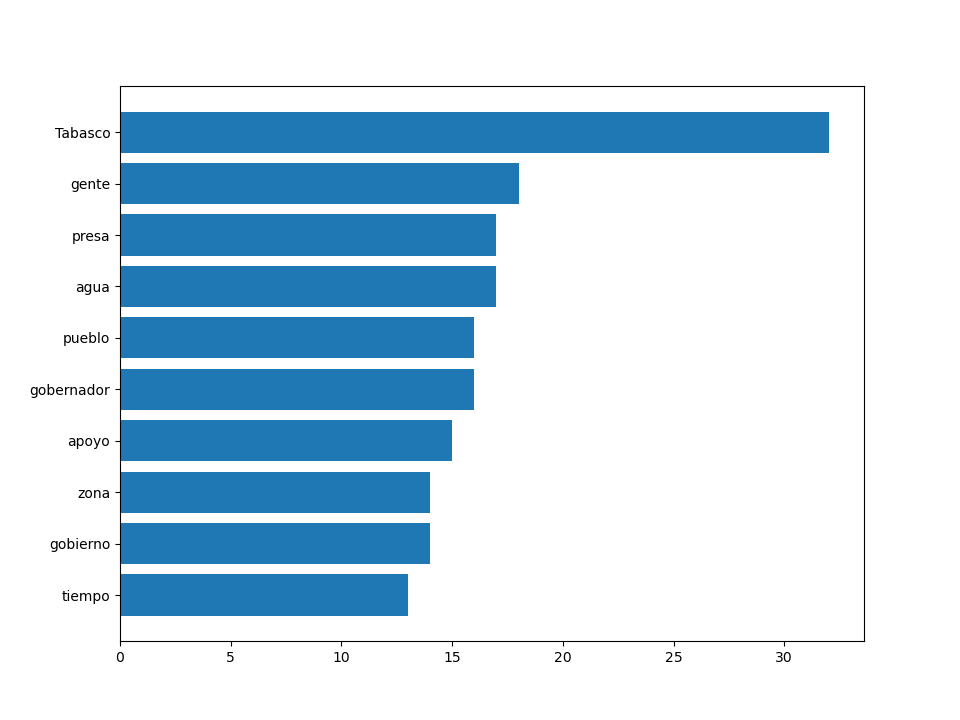 Tabasco
gente
presa
agua
pueblo
gobernador
apoyo
zona
gobierno
tiempo
0 5 10 15 20 25 30